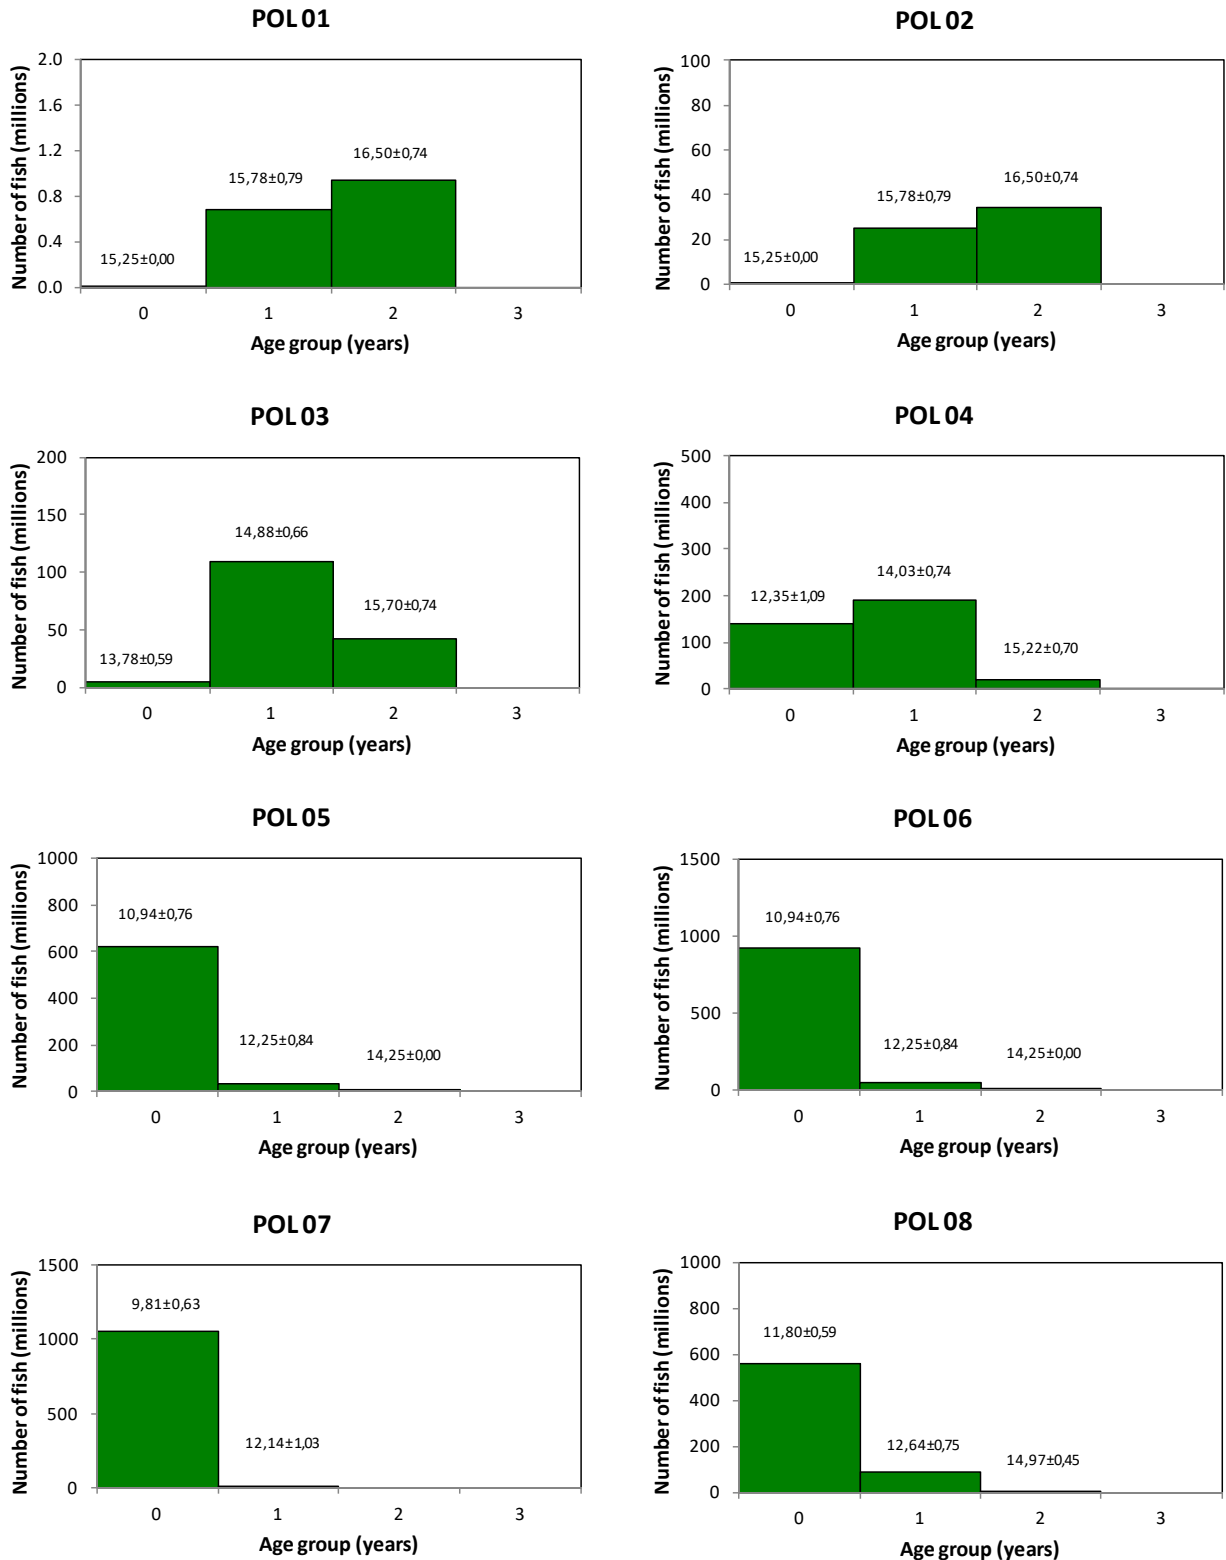 POL 01
Number of fish (millions)
2.0
1.6
1.2
0.8
0.4
0.0
15,25±0,00
15,78±0,79
16,50±0,74
0 1 2 3
Age group (years)
POL 02
Number of fish (millions)
100
80
60
40
20
0
15,25±0,00
15,78±0,79
16,50±0,74
0 1 2 3
Age group (years)
POL 03
Number of fish (millions)
200
150
100
50
0
13,78±0,59
14,88±0,66
15,70±0,74
0 1 2 3
Age group (years)
POL 04
Number of fish (millions)
500
400
300
200
100
0
12,35±1,09
14,03±0,74
15,22±0,70
0 1 2 3
Age group (years)
POL 05
Number of fish (millions)
1000
800
600
400
200
0
10,94±0,76
12,25±0,84
14,25±0,00
0 1 2 3
Age group (years)
POL 06
Number of fish (millions)
1500
1000
500
0
10,94±0,76
12,25±0,84
14,25±0,00
0 1 2 3
Age group (years)
POL 07
Number of fish (millions)
1500
1000
500
0
9,81±0,63
12,14±1,03
0 1 2 3
Age group (years)
POL 08
Number of fish (millions)
1000
800
600
400
200
0
11,80±0,59
12,64±0,75
14,97±0,45
0 1 2 3
Age group (years)